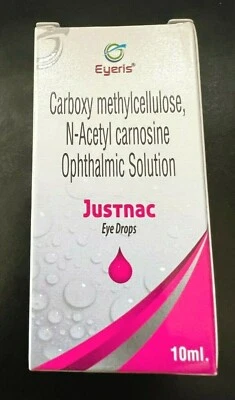 Eyeris®
Carboxy methylcellulose,
N-Acetyl carnosine
Ophthalmic Solution
JUSTNAC
Eye Drops
10ml.